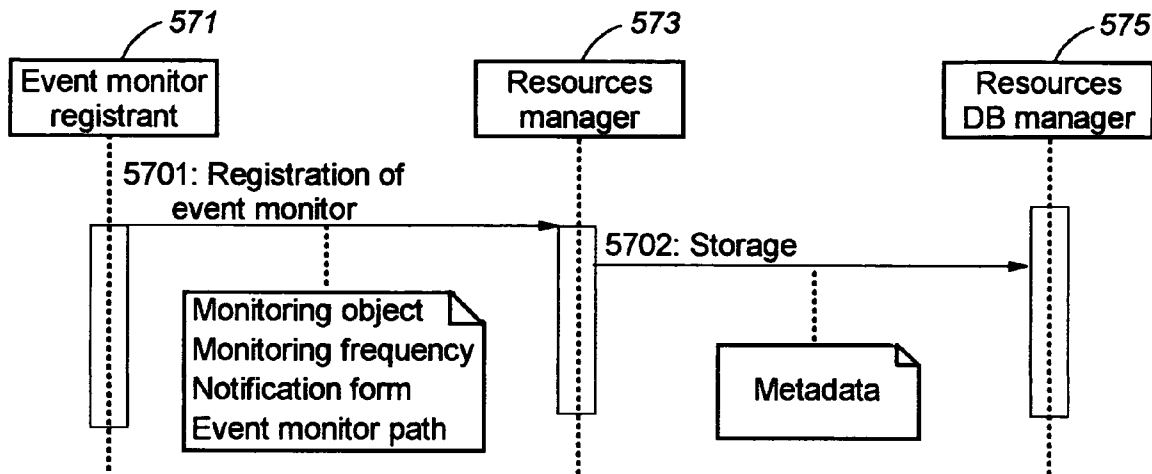 571
573
575
Event monitor
registrant
Resources
manager
Resources
DB manager
5701: Registration of
event monitor
5702: Storage
Monitoring object
Monitoring frequency
Notification form
Event monitor path
Metadata